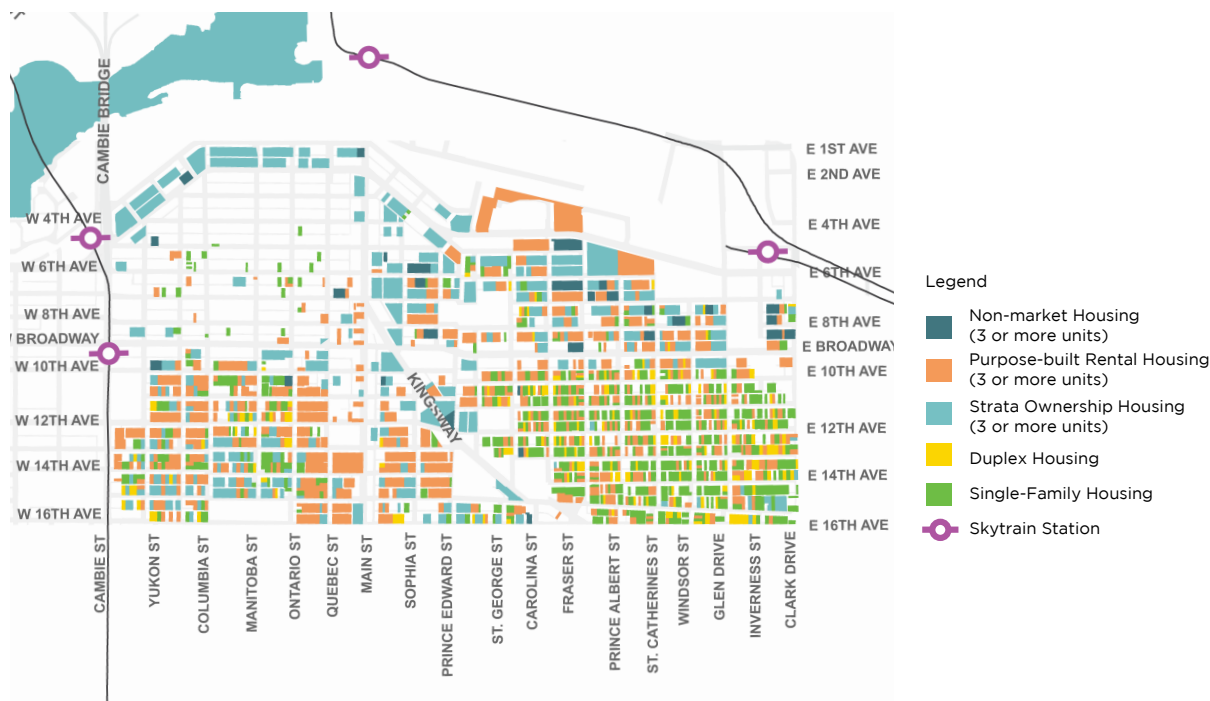 CAMBIE BRIDGE
W 4TH AVE
W 6TH AVE
W 8TH AVE
BROADWAY
W 10TH AVE
W 12TH AVE
W 14TH AVE
W 16TH AVE
KINGSWAY
E 1ST AVE
E 2ND AVE
E 4TH AVE
E 6TH AVE
E 8TH AVE
E BROADWAY
E 10TH AVE
E 12TH AVE
E 14TH AVE
E 16TH AVE
CAMBIE ST
YUKON ST
COLUMBIA ST
MANITOBA ST
ONTARIO ST
QUEBEC ST
MAIN ST
SOPHIA ST
PRINCE EDWARD ST
ST. GEORGE ST
CAROLINA ST
FRASER ST
PRINCE ALBERT ST
ST. CATHERINES ST
WINDSOR ST
GLEN DRIVE
INVERNESS ST
CLARK DRIVE
Legend
Non-market Housing
(3 or more units)
Purpose-built Rental Housing
(3 or more units)
Strata Ownership Housing
(3 or more units)
Duplex Housing
Single-Family Housing
Skytrain Station